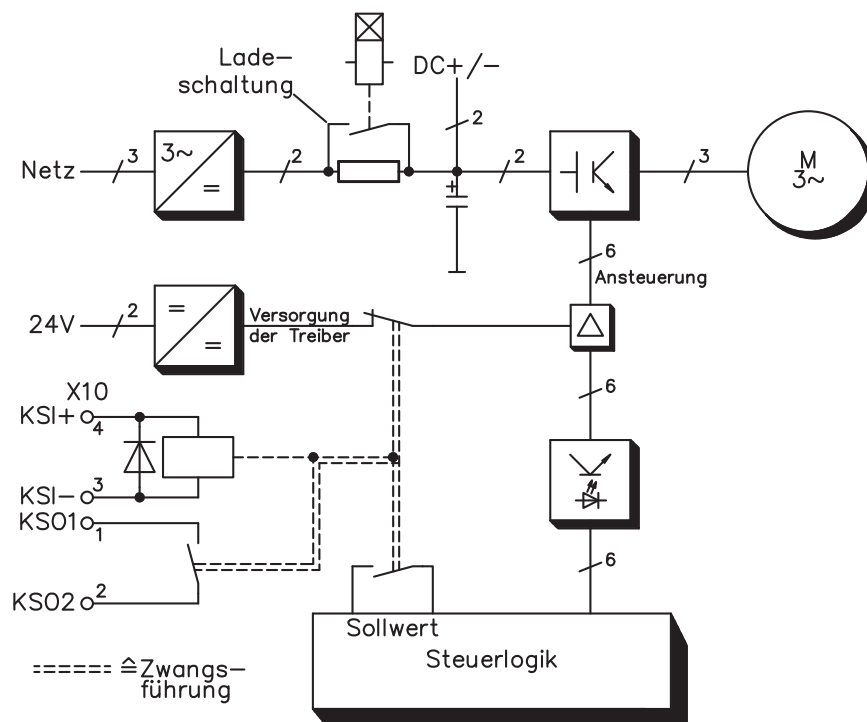 Lade-
schaltung
DC+/-
2
Netz
3
3~
=
2
2
3
M
3~
+
6
Ansteuerung
24V
2
=
=
Versorgung
der Treiber
6
X10
KSI+
4
KSI-
3
KSO1
1
KSO2
2
6
Sollwert
Steuerlogik
≙Zwangs-
führung